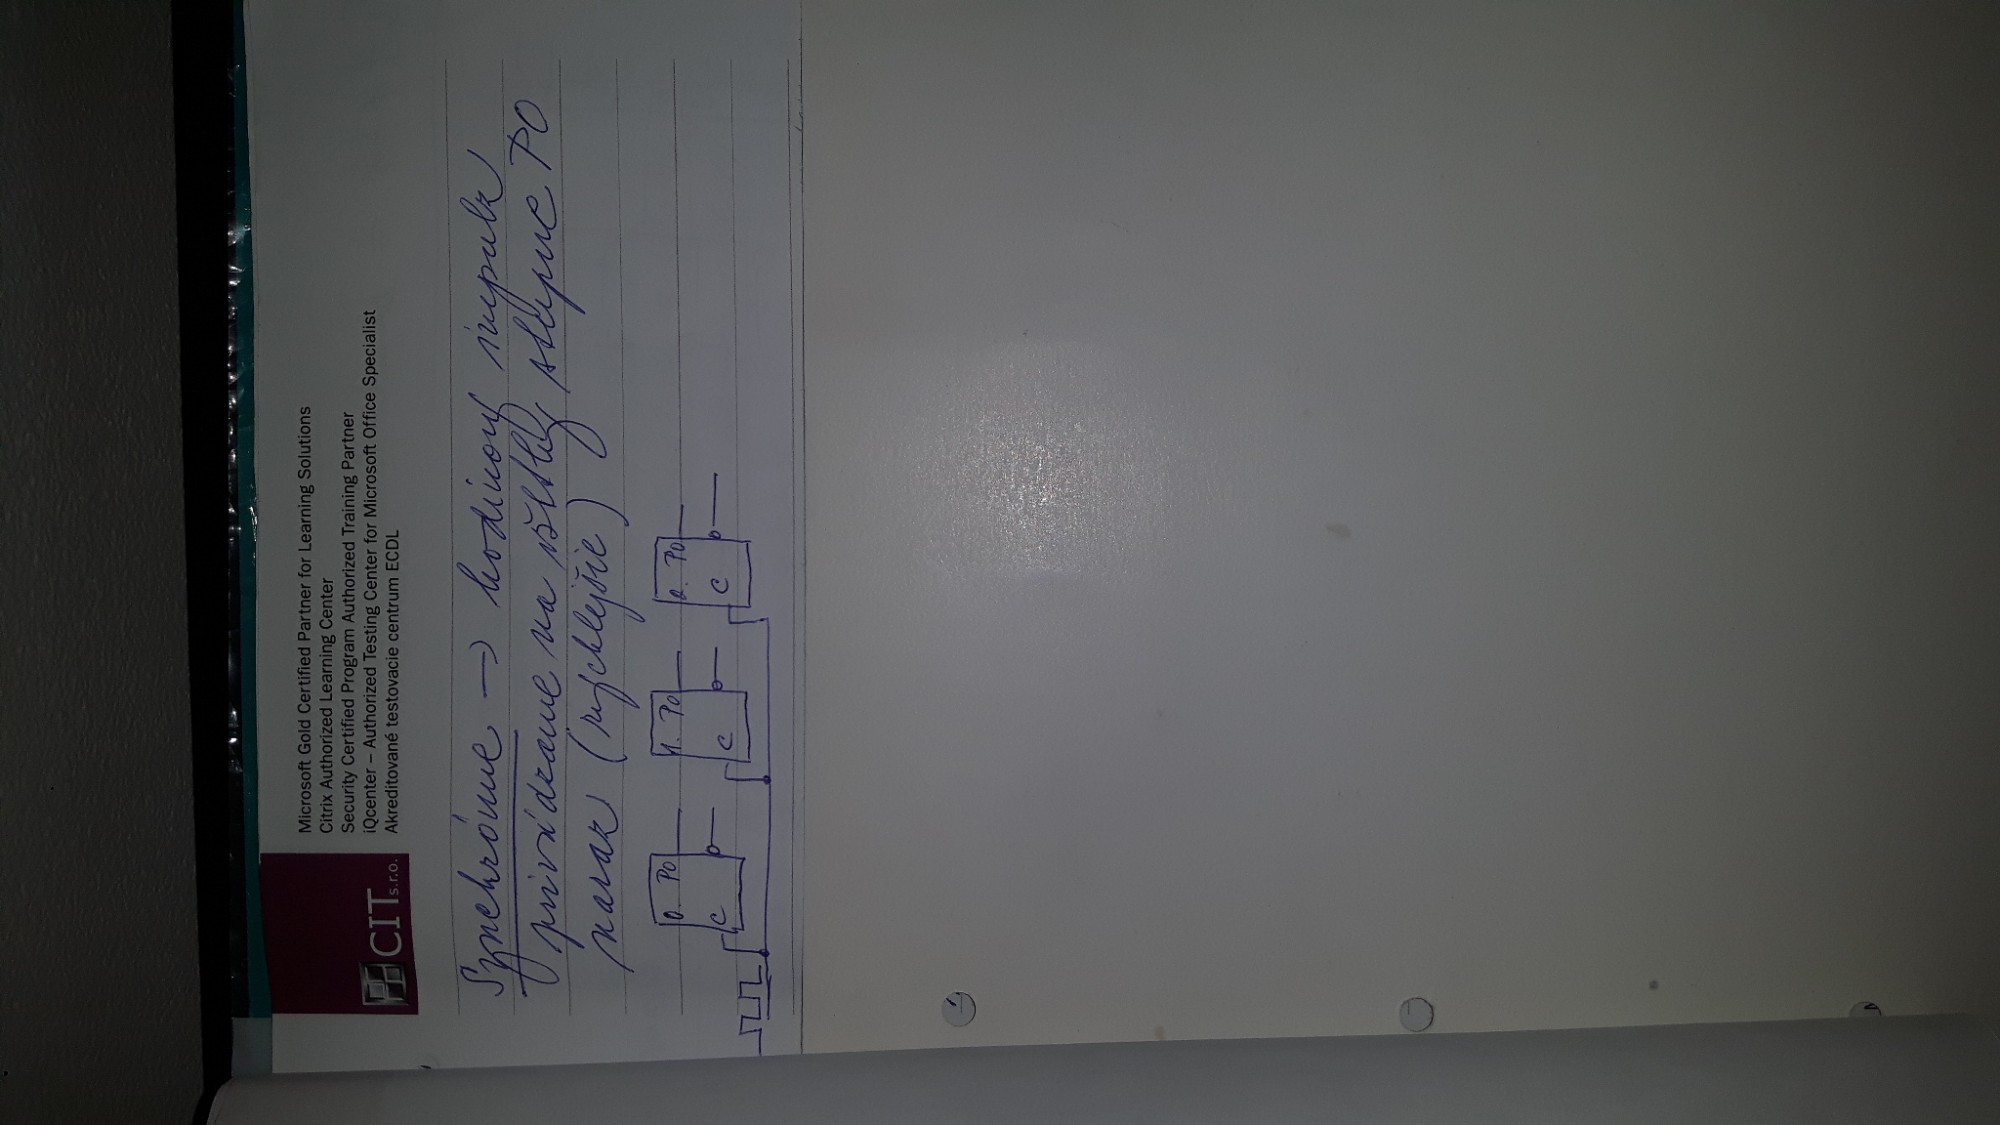 Microsoft Gold Certified Partner for Learning Solutions
Citrix Authorized Learning Center
Security Certified Program Authorized Training Partner
iQcenter – Authorized Testing Center for Microsoft Office Specialist
Akreditované testovacie centrum ECDL
CIT s.r.o.
Synchrónne → hodinový impulz
privádzame na všetky stupne PO
naraz (rýchlejšie)
0. PO 1. PO 2. PO
C C C